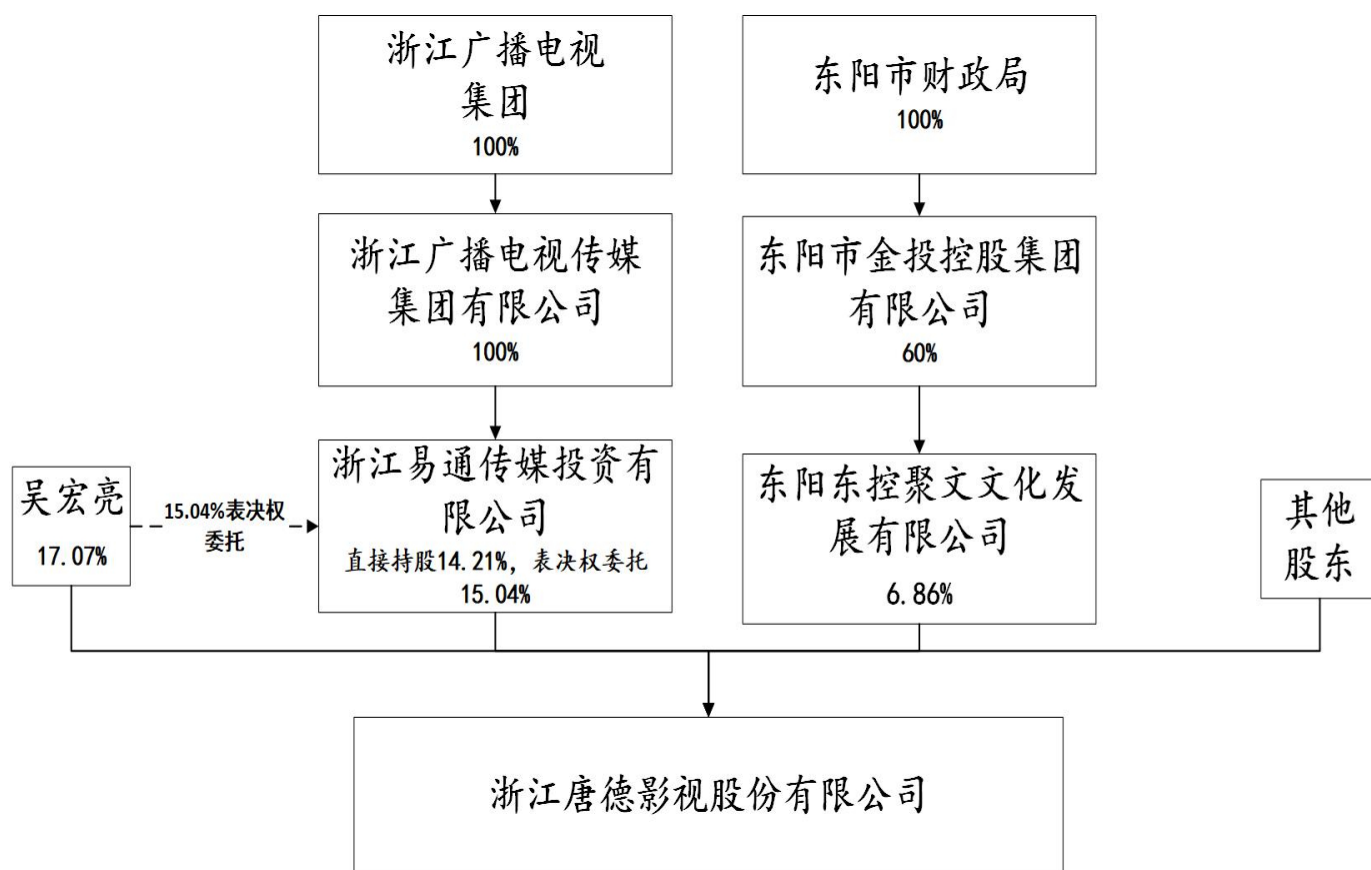 浙江广播电视
集团
100%
东阳市财政局
100%
浙江广播电视传媒
集团有限公司
100%
东阳市金投控股集团
有限公司
60%
吴宏亮
17.07%
15.04%表决权
委托
浙江易通传媒投资有
限公司
直接持股14.21%，表决权委托
15.04%
东阳东控聚文文化发
展有限公司
6.86%
其他
股东
浙江唐德影视股份有限公司